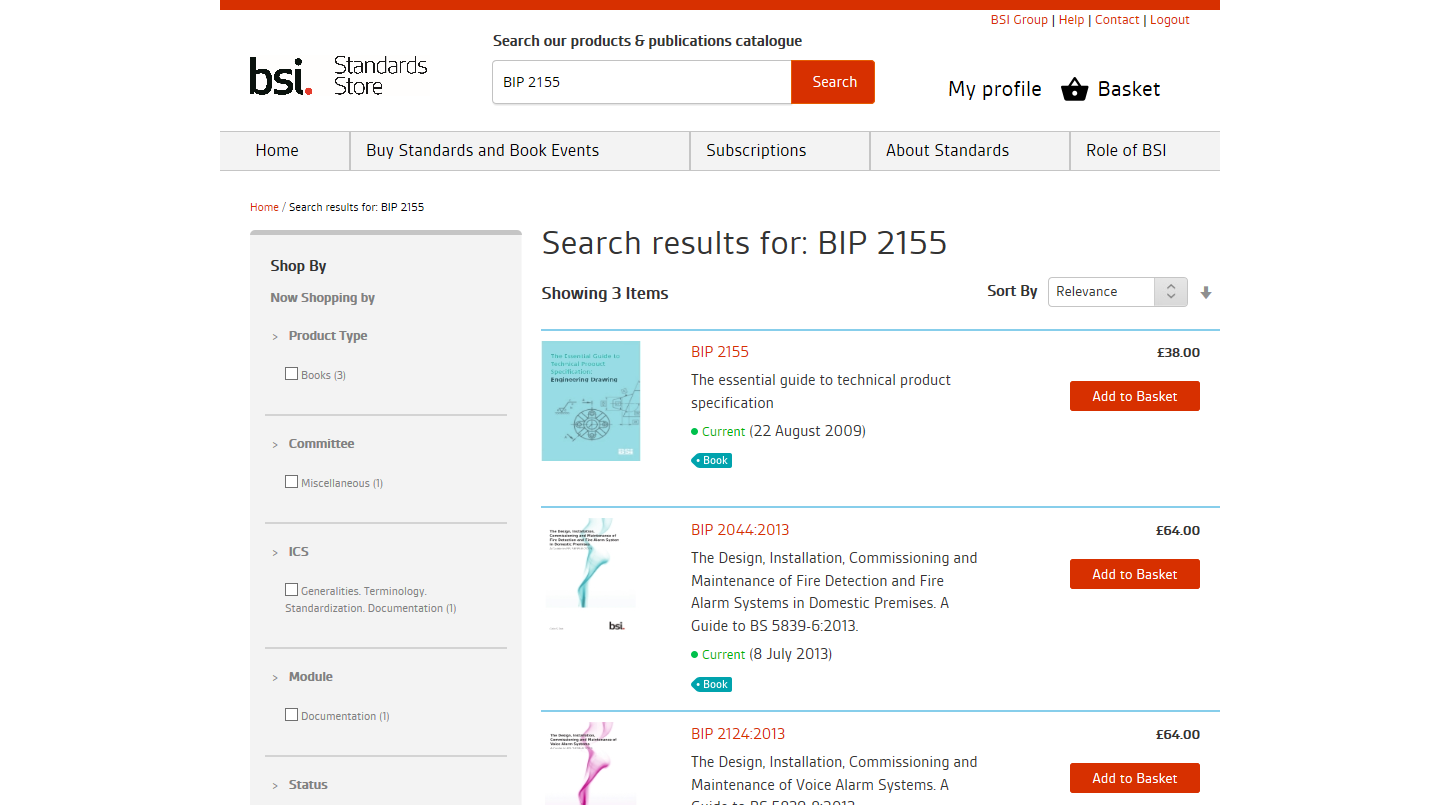 BSI Group | Help | Contact | Logout
Search our products & publications catalogue
bsi. Standards Store
BIP 2155
Search
My profile
Basket
Home
Buy Standards and Book Events
Subscriptions
About Standards
Role of BSI
Home / Search results for: BIP 2155
Shop By
Now Shopping by
> Product Type
Books (3)
> Committee
Miscellaneous (1)
> ICS
Generalities. Terminology.
Standardization. Documentation (1)
> Module
Documentation (1)
> Status
Search results for: BIP 2155
Showing 3 Items
Sort By
Relevance
The Essential Guide to
Technical Product
Specification:
Engineering Drawing
BIP 2155
£38.00
The essential guide to technical product
specification
Add to Basket
Current (22 August 2009)
Book
The Design, Installation,
Commissioning and Maintenance of
Fire Detection and Fire Alarm System
in Domestic Premises.
bsi.
BIP 2044:2013
£64.00
The Design, Installation, Commissioning and
Maintenance of Fire Detection and Fire
Alarm Systems in Domestic Premises. A
Guide to BS 5839-6:2013.
Add to Basket
Current (8 July 2013)
Book
The Design, Installation,
Commissioning and Maintenance of
Voice Alarm Systems.
BIP 2124:2013
£64.00
The Design, Installation, Commissioning and
Maintenance of Voice Alarm Systems. A
Guide to BS 5839-8:2013
Add to Basket